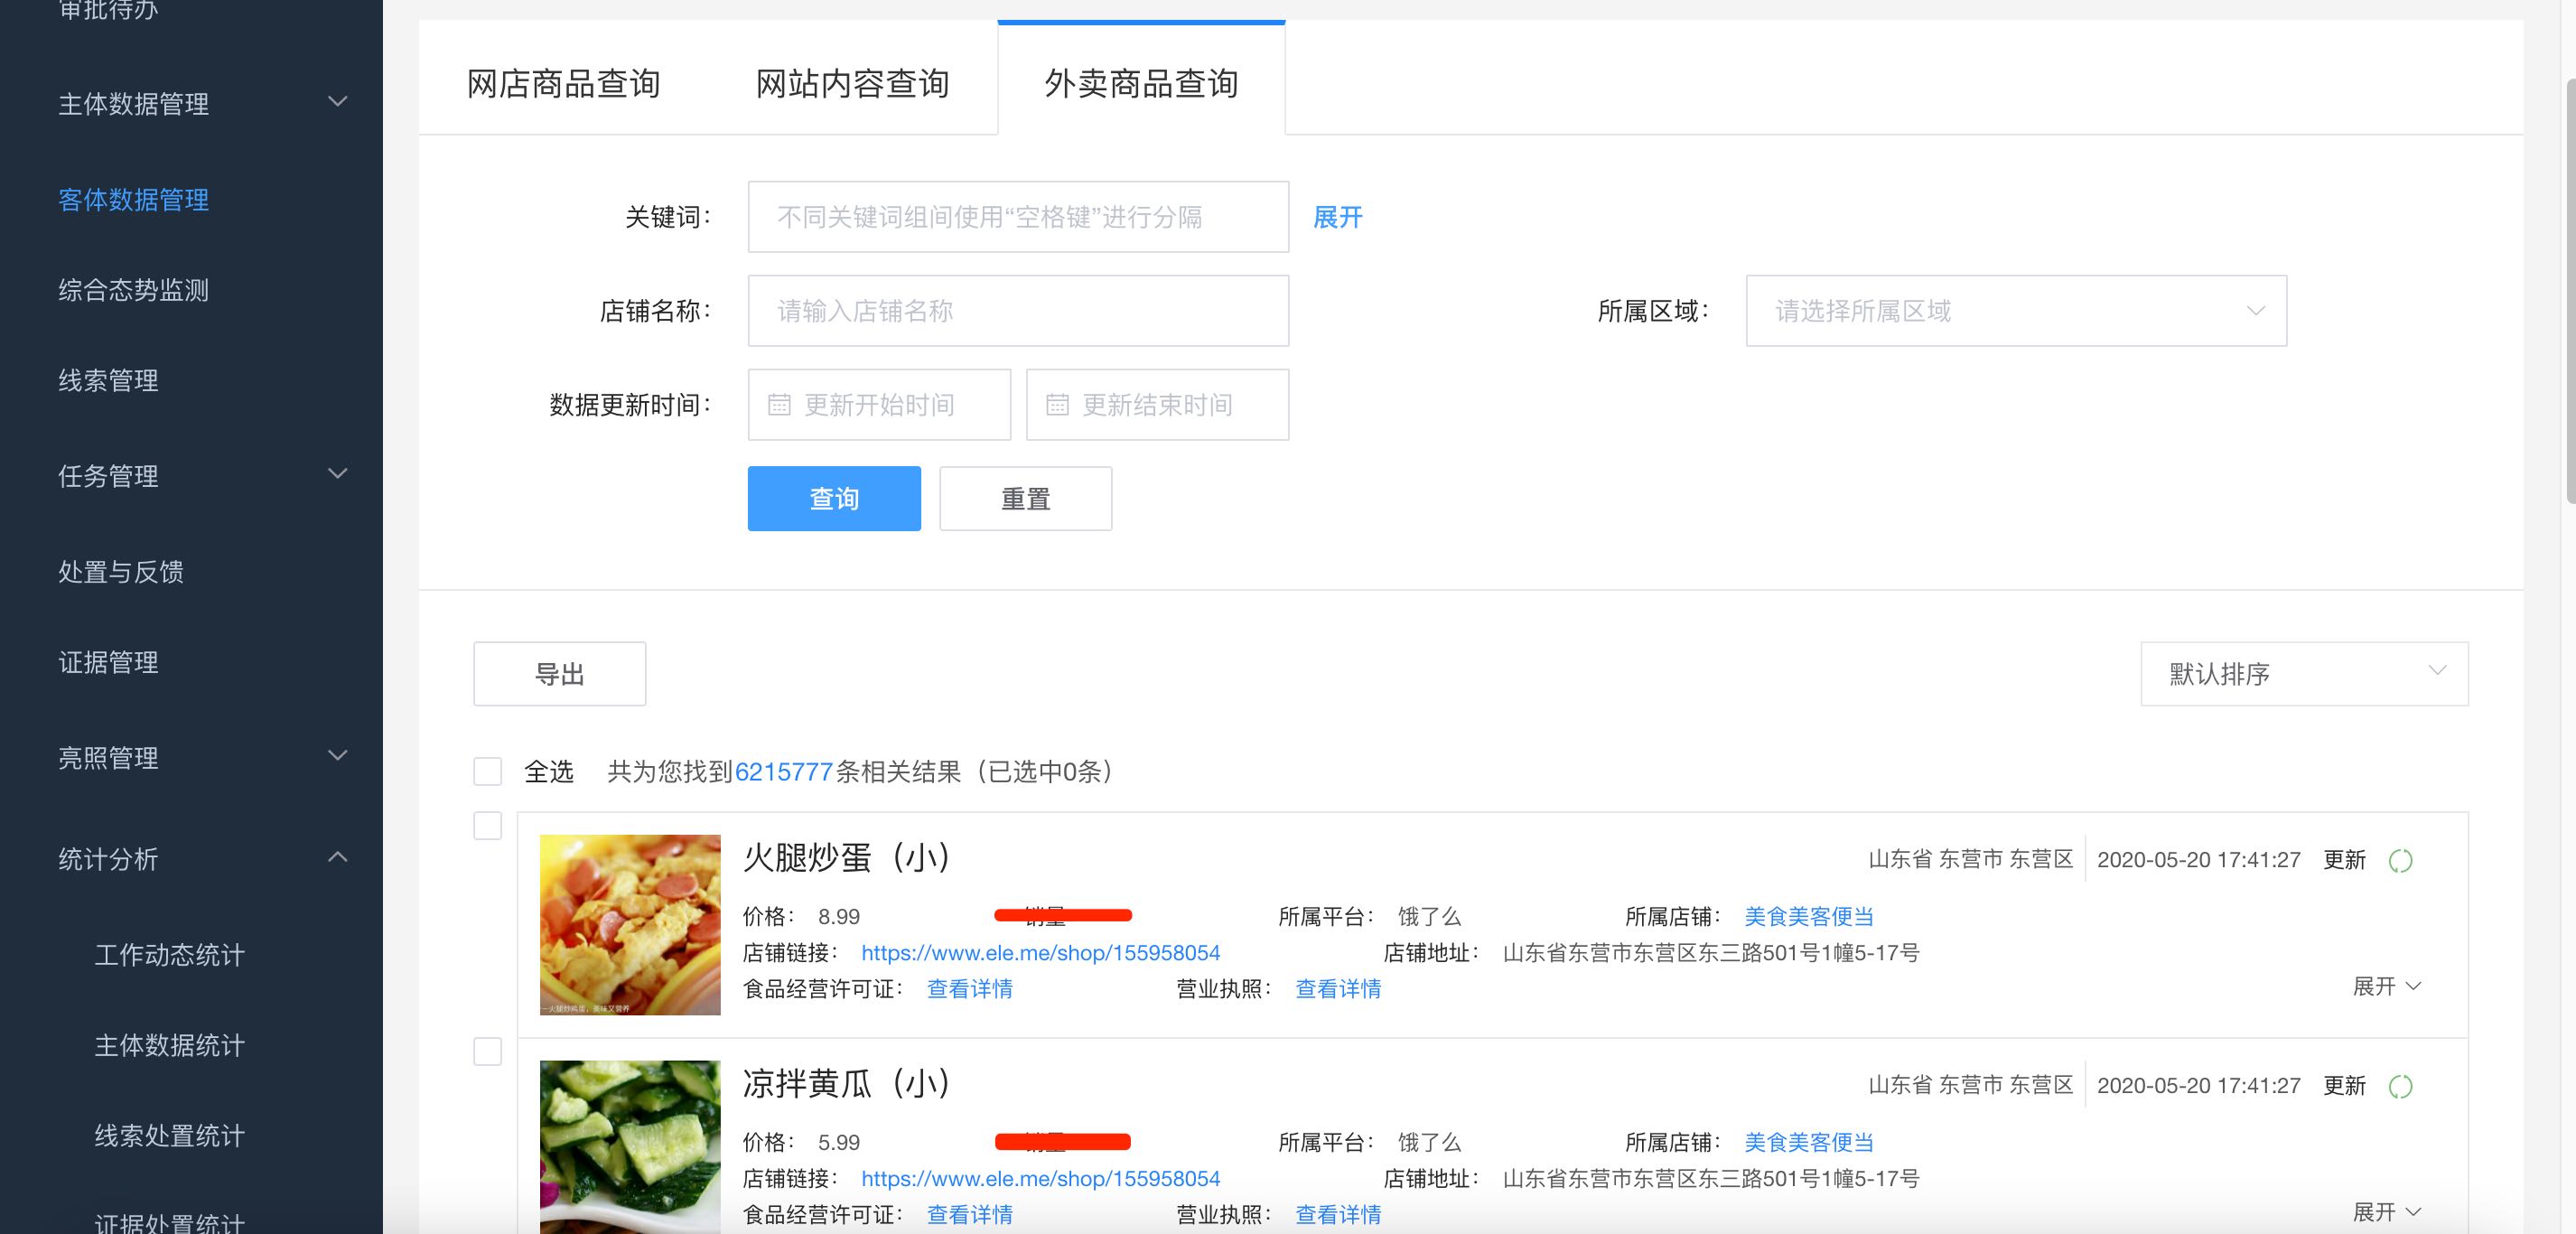 审批待办
主体数据管理
客体数据管理
综合态势监测
线索管理
任务管理
处置与反馈
证据管理
亮照管理
统计分析
工作动态统计
主体数据统计
线索处置统计
证据处置统计
网店商品查询
网站内容查询
外卖商品查询
关键词：
不同关键词组间使用“空格键”进行分隔
展开
店铺名称：
请输入店铺名称
所属区域：
请选择所属区域
数据更新时间：
更新开始时间
更新结束时间
查询
重置
导出
默认排序
全选 共为您找到6215777条相关结果（已选中0条）
火腿炒蛋（小）
山东省 东营市 东营区 2020-05-20 17:41:27 更新
价格： 8.99 所属平台： 饿了么 所属店铺： 美食美客便当
店铺链接： https://www.ele.me/shop/155958054 店铺地址： 山东省东营市东营区东三路501号1幢5-17号
食品经营许可证： 查看详情 营业执照： 查看详情
展开
凉拌黄瓜（小）
山东省 东营市 东营区 2020-05-20 17:41:27 更新
价格： 5.99 所属平台： 饿了么 所属店铺： 美食美客便当
店铺链接： https://www.ele.me/shop/155958054 店铺地址： 山东省东营市东营区东三路501号1幢5-17号
食品经营许可证： 查看详情 营业执照： 查看详情
展开